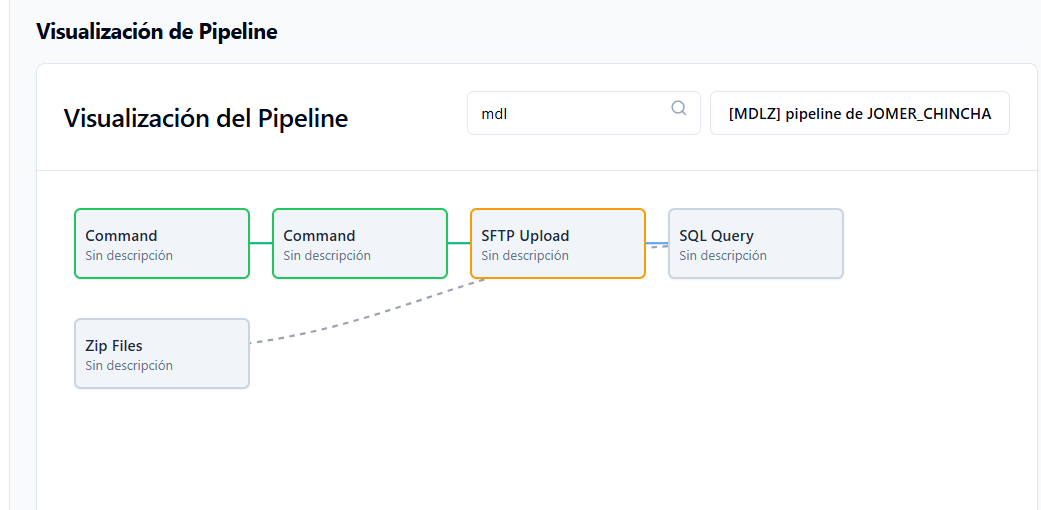 Visualización de Pipeline
Visualización del Pipeline
mdl
[MDLZ] pipeline de JOMER_CHINCHA
Command
Sin descripción
Command
Sin descripción
SFTP Upload
Sin descripción
SQL Query
Sin descripción
Zip Files
Sin descripción